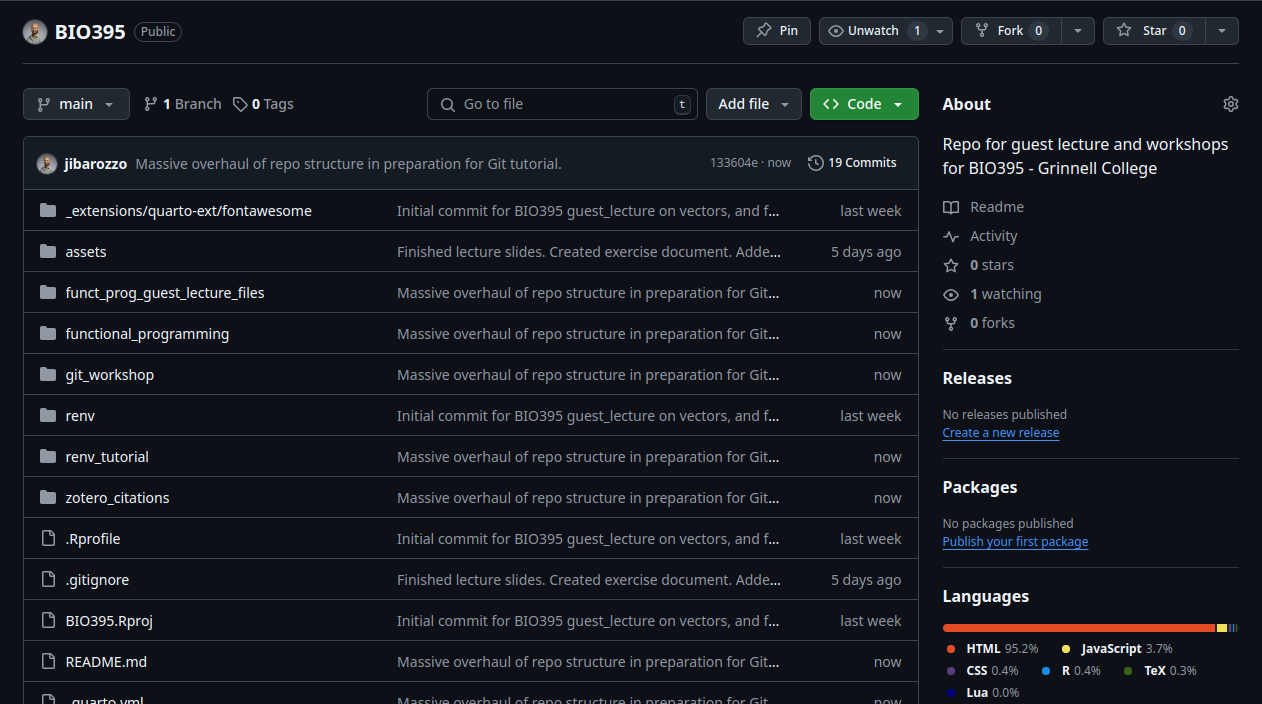 BIO395 Public Pin Unwatch 1 Fork 0 Star 0
main 1 Branch 0 Tags Go to file t Add file Code
jibarozzo Massive overhaul of repo structure in preparation for Git tutorial. 133604e · now 19 Commits
_extensions/quarto-ext/fontawesome Initial commit for BIO395 guest_lecture on vectors, and f... last week
assets Finished lecture slides. Created exercise document. Adde... 5 days ago
funct_prog_guest_lecture_files Massive overhaul of repo structure in preparation for Git... now
functional_programming Massive overhaul of repo structure in preparation for Git... now
git_workshop Massive overhaul of repo structure in preparation for Git... now
renv Initial commit for BIO395 guest_lecture on vectors, and f... last week
renv_tutorial Massive overhaul of repo structure in preparation for Git... now
zotero_citations Massive overhaul of repo structure in preparation for Git... now
.Rprofile Initial commit for BIO395 guest_lecture on vectors, and f... last week
.gitignore Finished lecture slides. Created exercise document. Adde... 5 days ago
BIO395.Rproj Initial commit for BIO395 guest_lecture on vectors, and f... last week
README.md Massive overhaul of repo structure in preparation for Git... now
_quarto.yml Massive overhaul of repo structure in preparation for Git... now
About
Repo for guest lecture and workshops
for BIO395 - Grinnell College
Readme
Activity
0 stars
1 watching
0 forks
Releases
No releases published
Create a new release
Packages
No packages published
Publish your first package
Languages
HTML 95.2% JavaScript 3.7%
CSS 0.4% R 0.4% TeX 0.3%
Lua 0.0%